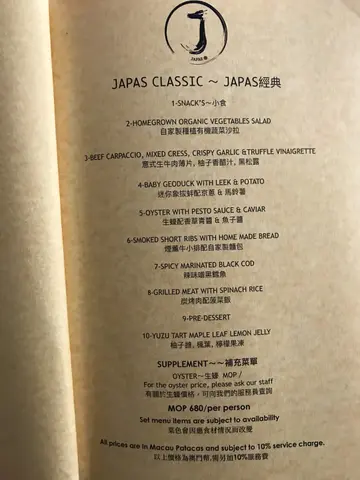 JAPAS
JAPAS CLASSIC ～ JAPAS經典
1-SNACK'S～小食
2-HOMEGROWN ORGANIC VEGETABLES SALAD
自家製種植有機蔬菜沙拉
3-BEEF CARPACCIO, MIXED CRESS, CRISPY GARLIC &TRUFFLE VINAIGRETTE
意式生牛肉薄片, 柚子香醋汁, 黑松露
4-BABY GEODUCK WITH LEEK & POTATO
迷你象拔蚌配京蔥 & 馬鈴薯
5-OYSTER WITH PESTO SAUCE & CAVIAR
生蠔配香草青醬 & 魚子醬
6-SMOKED SHORT RIBS WITH HOME MADE BREAD
煙薰牛小排配自家製麵包
7-SPICY MARINATED BLACK COD
辣味嗮黑鱈魚
8-GRILLED MEAT WITH SPINACH RICE
炭烤肉配菠菜飯
9-PRE-DESSERT
10-YUZU TART MAPLE LEAF LEMON JELLY
柚子撻, 楓葉, 檸檬果凍
SUPPLEMENT～～補充菜單
OYSTER～生蠔 MOP /
For the oyster price, please ask our staff
有關於生蠔價格，可向我們的服務員查詢
MOP 680/per person
Set menu items are subject to availability
菜色會因應食材情況而改變
All prices are in Macau Patacas and subject to 10% service charge.
以上價格為澳門幣,需另加10%服務費